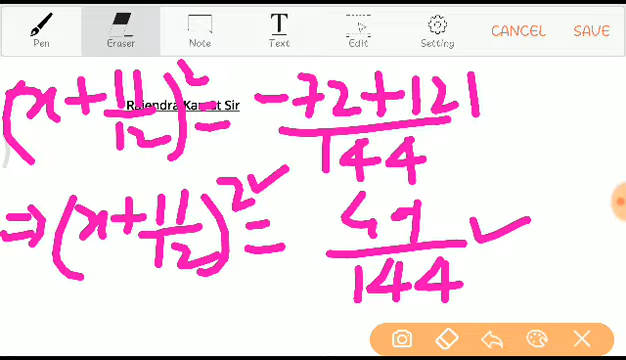 Pen Eraser Note Text Edit Setting CANCEL SAVE
Rajendra Kamat Sir
(x+11/12)² = -72+121/144
⇒ (x+11/12)² ✓ = 49/144 ✓